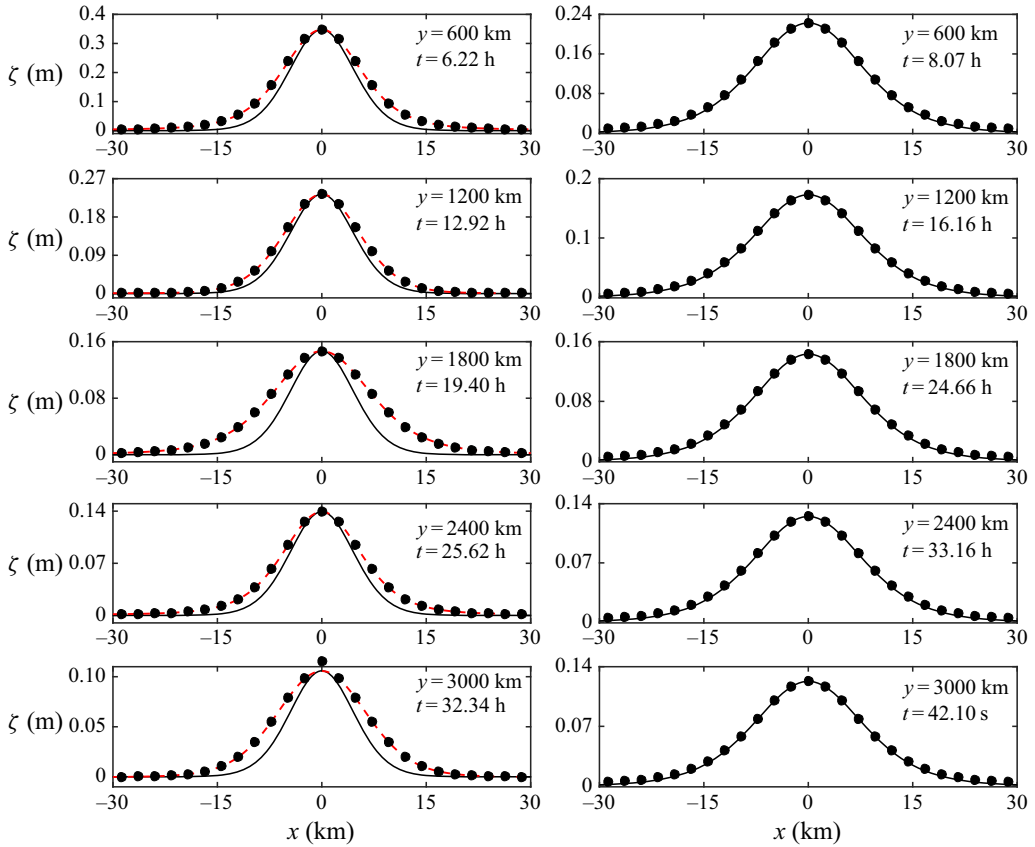 0.4
0.3
ζ (m) 0.2
0.1
0
y = 600 km
t = 6.22 h
–30 –15 0 15 30
0.24
0.16
0.08
0
y = 600 km
t = 8.07 h
–30 –15 0 15 30
0.27
0.18
ζ (m)
0.09
0
y = 1200 km
t = 12.92 h
–30 –15 0 15 30
0.2
0.1
0
y = 1200 km
t = 16.16 h
–30 –15 0 15 30
0.16
0.08
ζ (m)
0
y = 1800 km
t = 19.40 h
–30 –15 0 15 30
0.16
0.08
0
y = 1800 km
t = 24.66 h
–30 –15 0 15 30
0.14
0.07
ζ (m)
0
y = 2400 km
t = 25.62 h
–30 –15 0 15 30
0.14
0.07
0
y = 2400 km
t = 33.16 h
–30 –15 0 15 30
0.10
0.05
ζ (m)
0
y = 3000 km
t = 32.34 h
–30 –15 0 15 30
x (km)
0.14
0.07
0
y = 3000 km
t = 42.10 s
–30 –15 0 15 30
x (km)